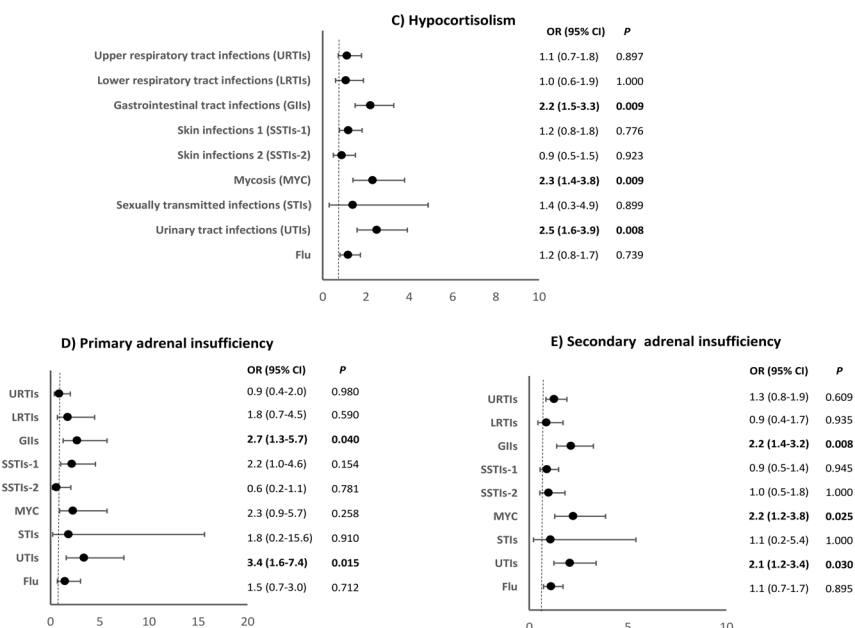 C) Hypocortisolism
OR (95% CI) P
Upper respiratory tract infections (URTIs) 1.1 (0.7-1.8) 0.897
Lower respiratory tract infections (LRTIs) 1.0 (0.6-1.9) 1.000
Gastrointestinal tract infections (GIIs) 2.2 (1.5-3.3) 0.009
Skin infections 1 (SSTIs-1) 1.2 (0.8-1.8) 0.776
Skin infections 2 (SSTIs-2) 0.9 (0.5-1.5) 0.923
Mycosis (MYC) 2.3 (1.4-3.8) 0.009
Sexually transmitted infections (STIs) 1.4 (0.3-4.9) 0.899
Urinary tract infections (UTIs) 2.5 (1.6-3.9) 0.008
Flu 1.2 (0.8-1.7) 0.739
0 2 4 6 8 10
D) Primary adrenal insufficiency
OR (95% CI) P
URTIs 0.9 (0.4-2.0) 0.980
LRTIs 1.8 (0.7-4.5) 0.590
GIIs 2.7 (1.3-5.7) 0.040
SSTIs-1 2.2 (1.0-4.6) 0.154
SSTIs-2 0.6 (0.2-1.1) 0.781
MYC 2.3 (0.9-5.7) 0.258
STIs 1.8 (0.2-15.6) 0.910
UTIs 3.4 (1.6-7.4) 0.015
Flu 1.5 (0.7-3.0) 0.712
0 5 10 15 20
E) Secondary adrenal insufficiency
OR (95% CI) P
URTIs 1.3 (0.8-1.9) 0.609
LRTIs 0.9 (0.4-1.7) 0.935
GIIs 2.2 (1.4-3.2) 0.008
SSTIs-1 0.9 (0.5-1.4) 0.945
SSTIs-2 1.0 (0.5-1.8) 1.000
MYC 2.2 (1.2-3.8) 0.025
STIs 1.1 (0.2-5.4) 1.000
UTIs 2.1 (1.2-3.4) 0.030
Flu 1.1 (0.7-1.7) 0.895
0 5 10